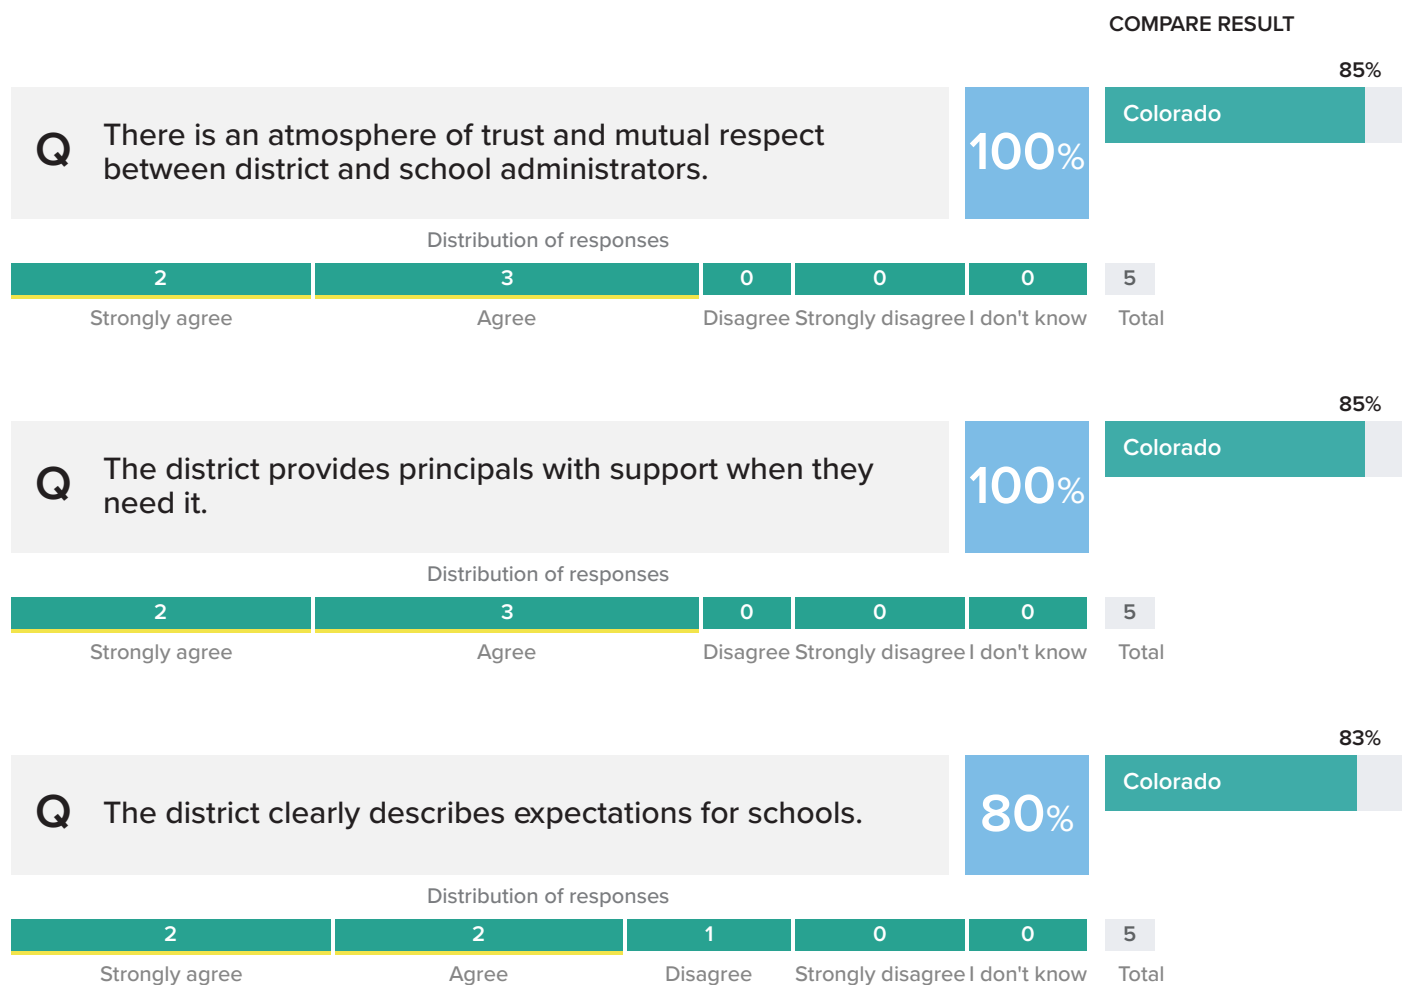 COMPARE RESULT
85%
Q There is an atmosphere of trust and mutual respect
between district and school administrators.
100%
Colorado
Distribution of responses
2 3 0 0 0 5
Strongly agree Agree Disagree Strongly disagree I don't know Total
85%
Q The district provides principals with support when they
need it.
100%
Colorado
Distribution of responses
2 3 0 0 0 5
Strongly agree Agree Disagree Strongly disagree I don't know Total
83%
Q The district clearly describes expectations for schools.
80%
Colorado
Distribution of responses
2 2 1 0 0 5
Strongly agree Agree Disagree Strongly disagree I don't know Total